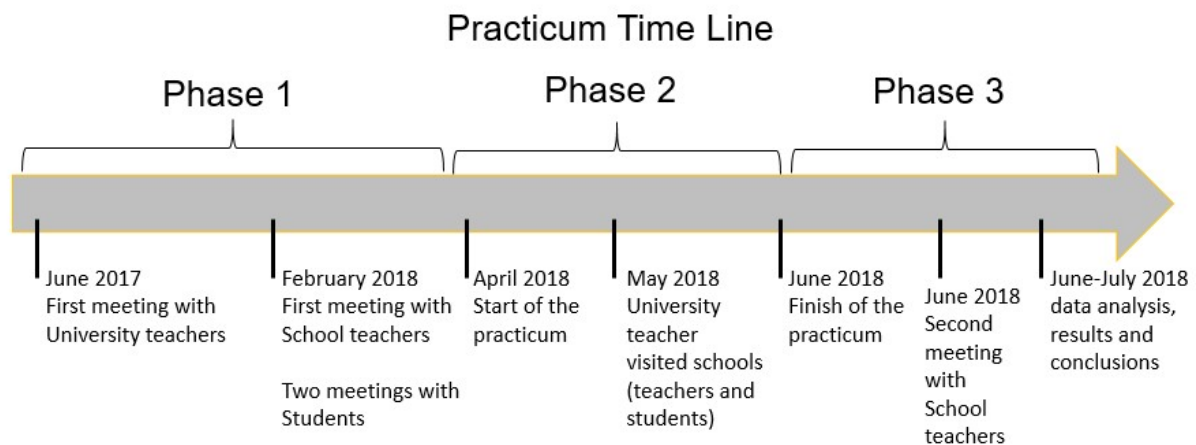 Practicum Time Line
Phase 1
Phase 2
Phase 3
June 2017
First meeting with
University teachers
February 2018
First meeting with
School teachers
Two meetings with
Students
April 2018
Start of the
practicum
May 2018
University
teacher
visited schools
(teachers and
students)
June 2018
Finish of the
practicum
June 2018
Second
meeting
with
School
teachers
June-July 2018
data analysis,
results and
conclusions